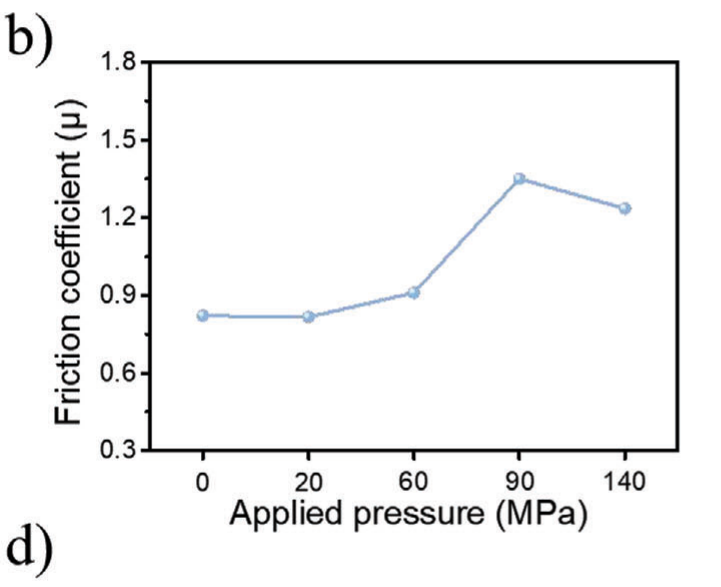 b)
1.8
1.5
1.2
0.9
0.6
0.3
Friction coefficient (μ)
0 20 60 90 140
Applied pressure (MPa)
d)